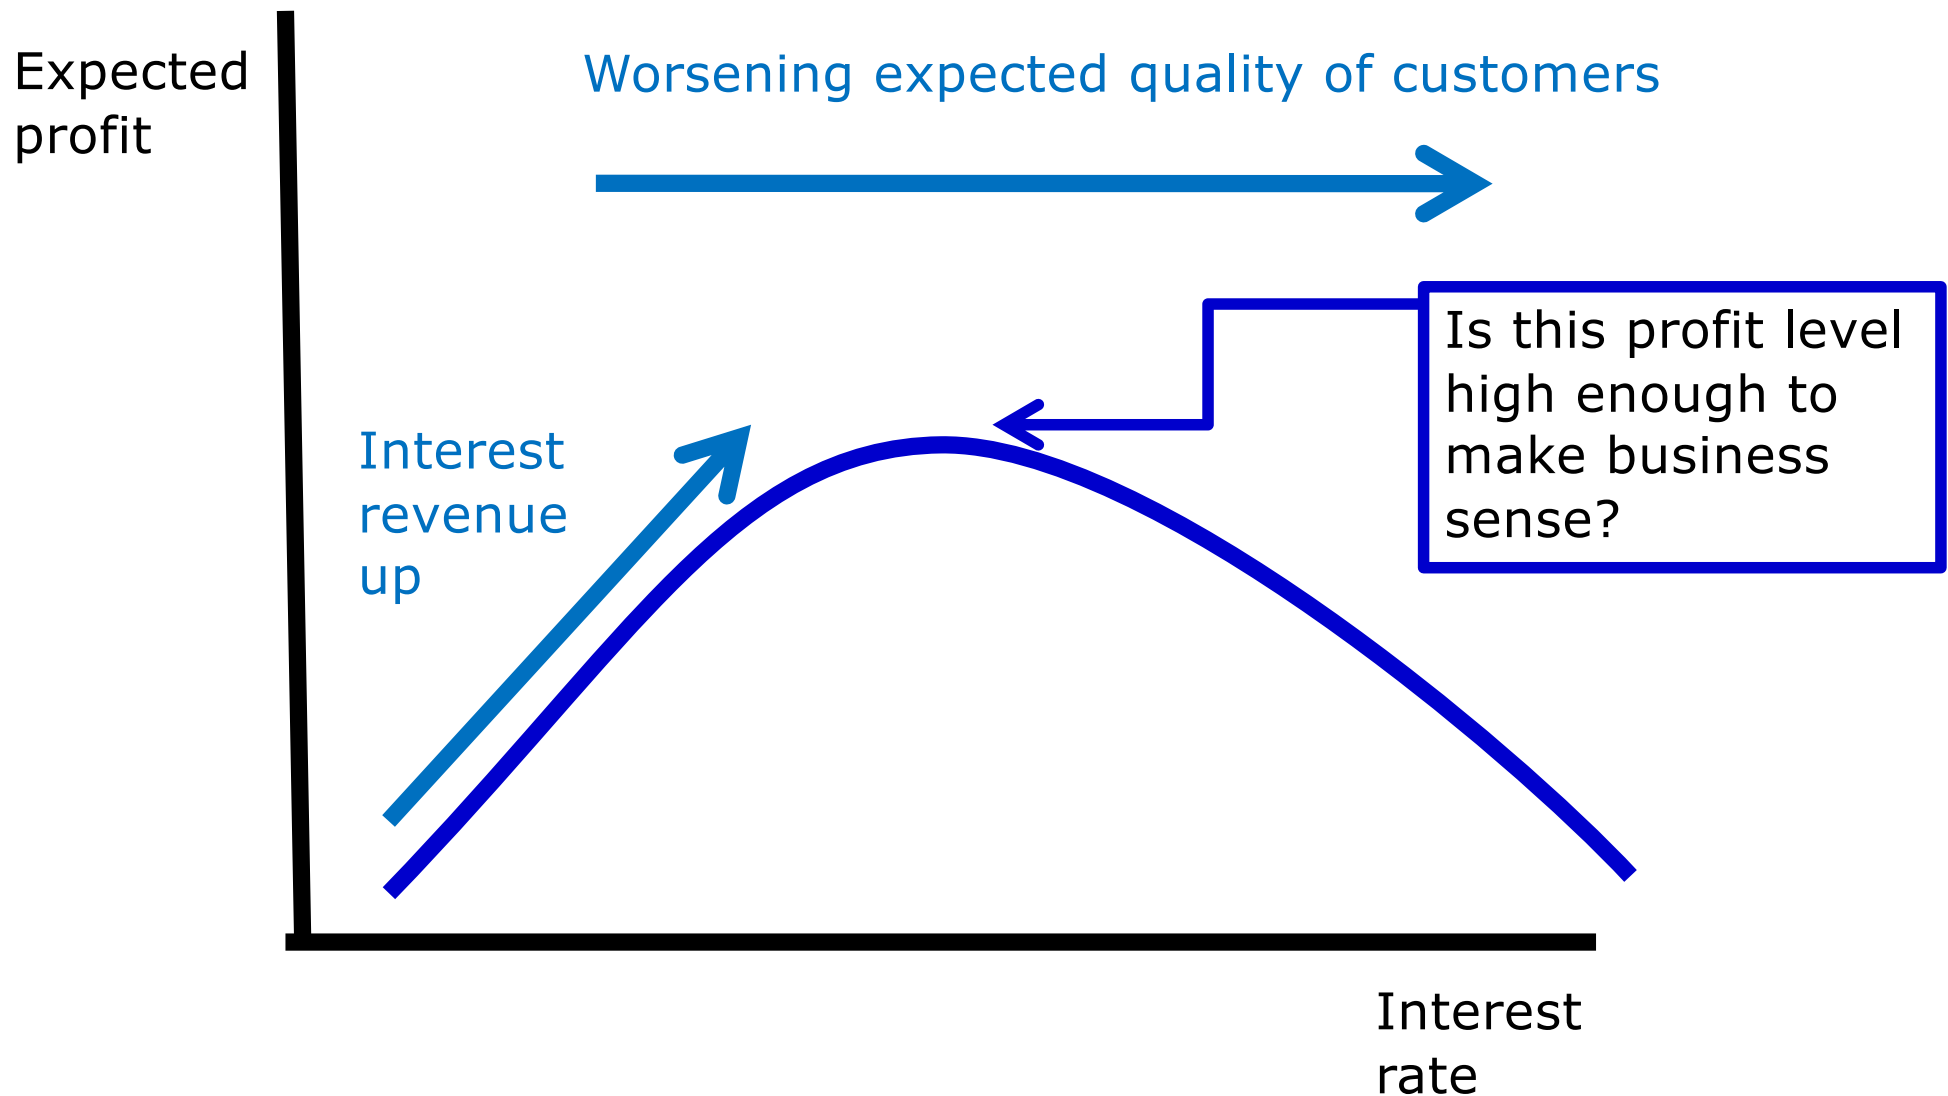 Expected
profit
Worsening expected quality of customers
Is this profit level
high enough to
make business
sense?
Interest
revenue
up
Interest
rate